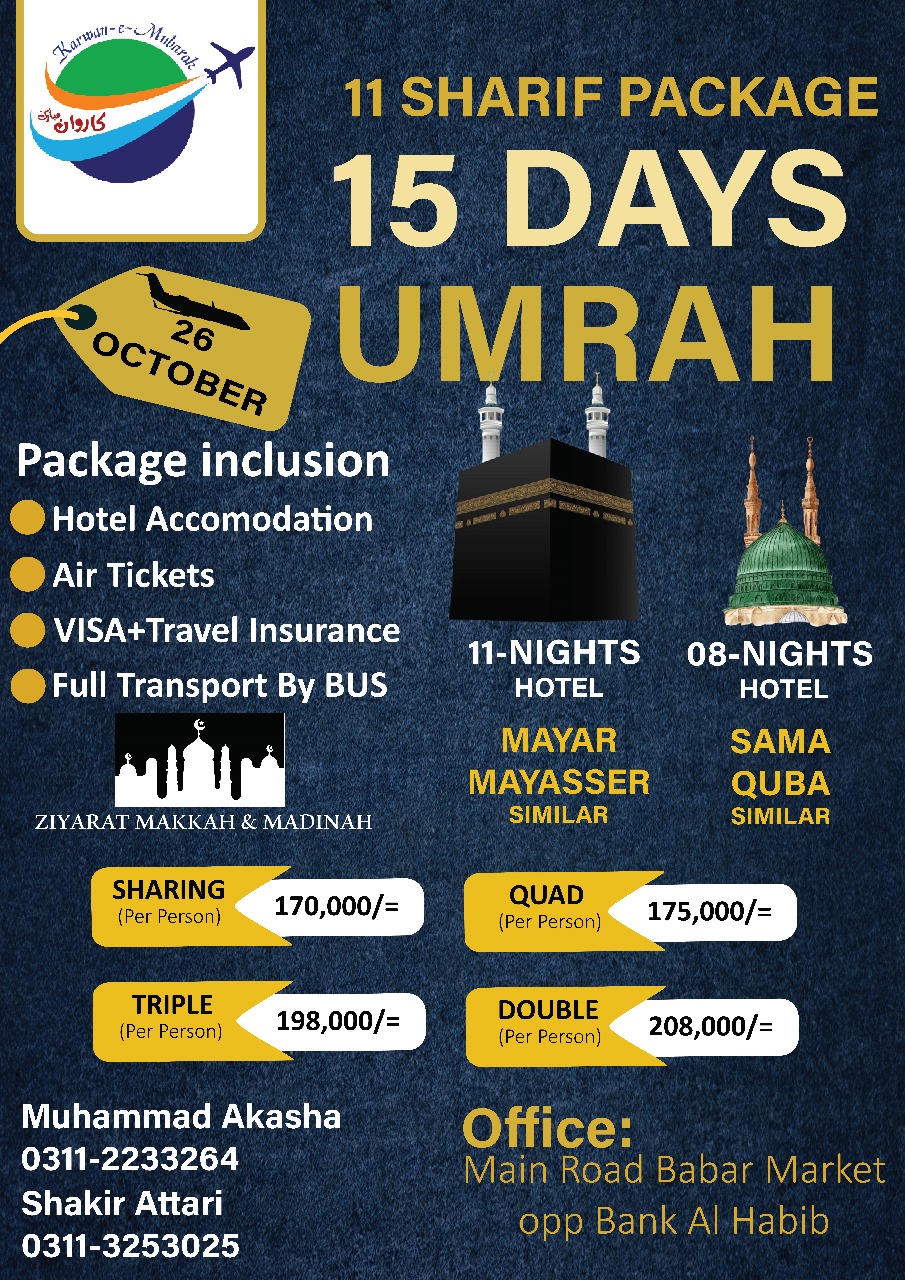 Karwan-e-Mubarak
کاروان مبارک
11 SHARIF PACKAGE
15 DAYS
UMRAH
26
OCTOBER
Package inclusion
Hotel Accomodation
Air Tickets
VISA+Travel Insurance
Full Transport By BUS
ZIYARAT MAKKAH & MADINAH
11-NIGHTS
HOTEL
MAYAR
MAYASSER
SIMILAR
08-NIGHTS
HOTEL
SAMA
QUBA
SIMILAR
SHARING
(Per Person)
170,000/=
QUAD
(Per Person)
175,000/=
TRIPLE
(Per Person)
198,000/=
DOUBLE
(Per Person)
208,000/=
Muhammad Akasha
0311-2233264
Shakir Attari
0311-3253025
Office:
Main Road Babar Market
opp Bank Al Habib